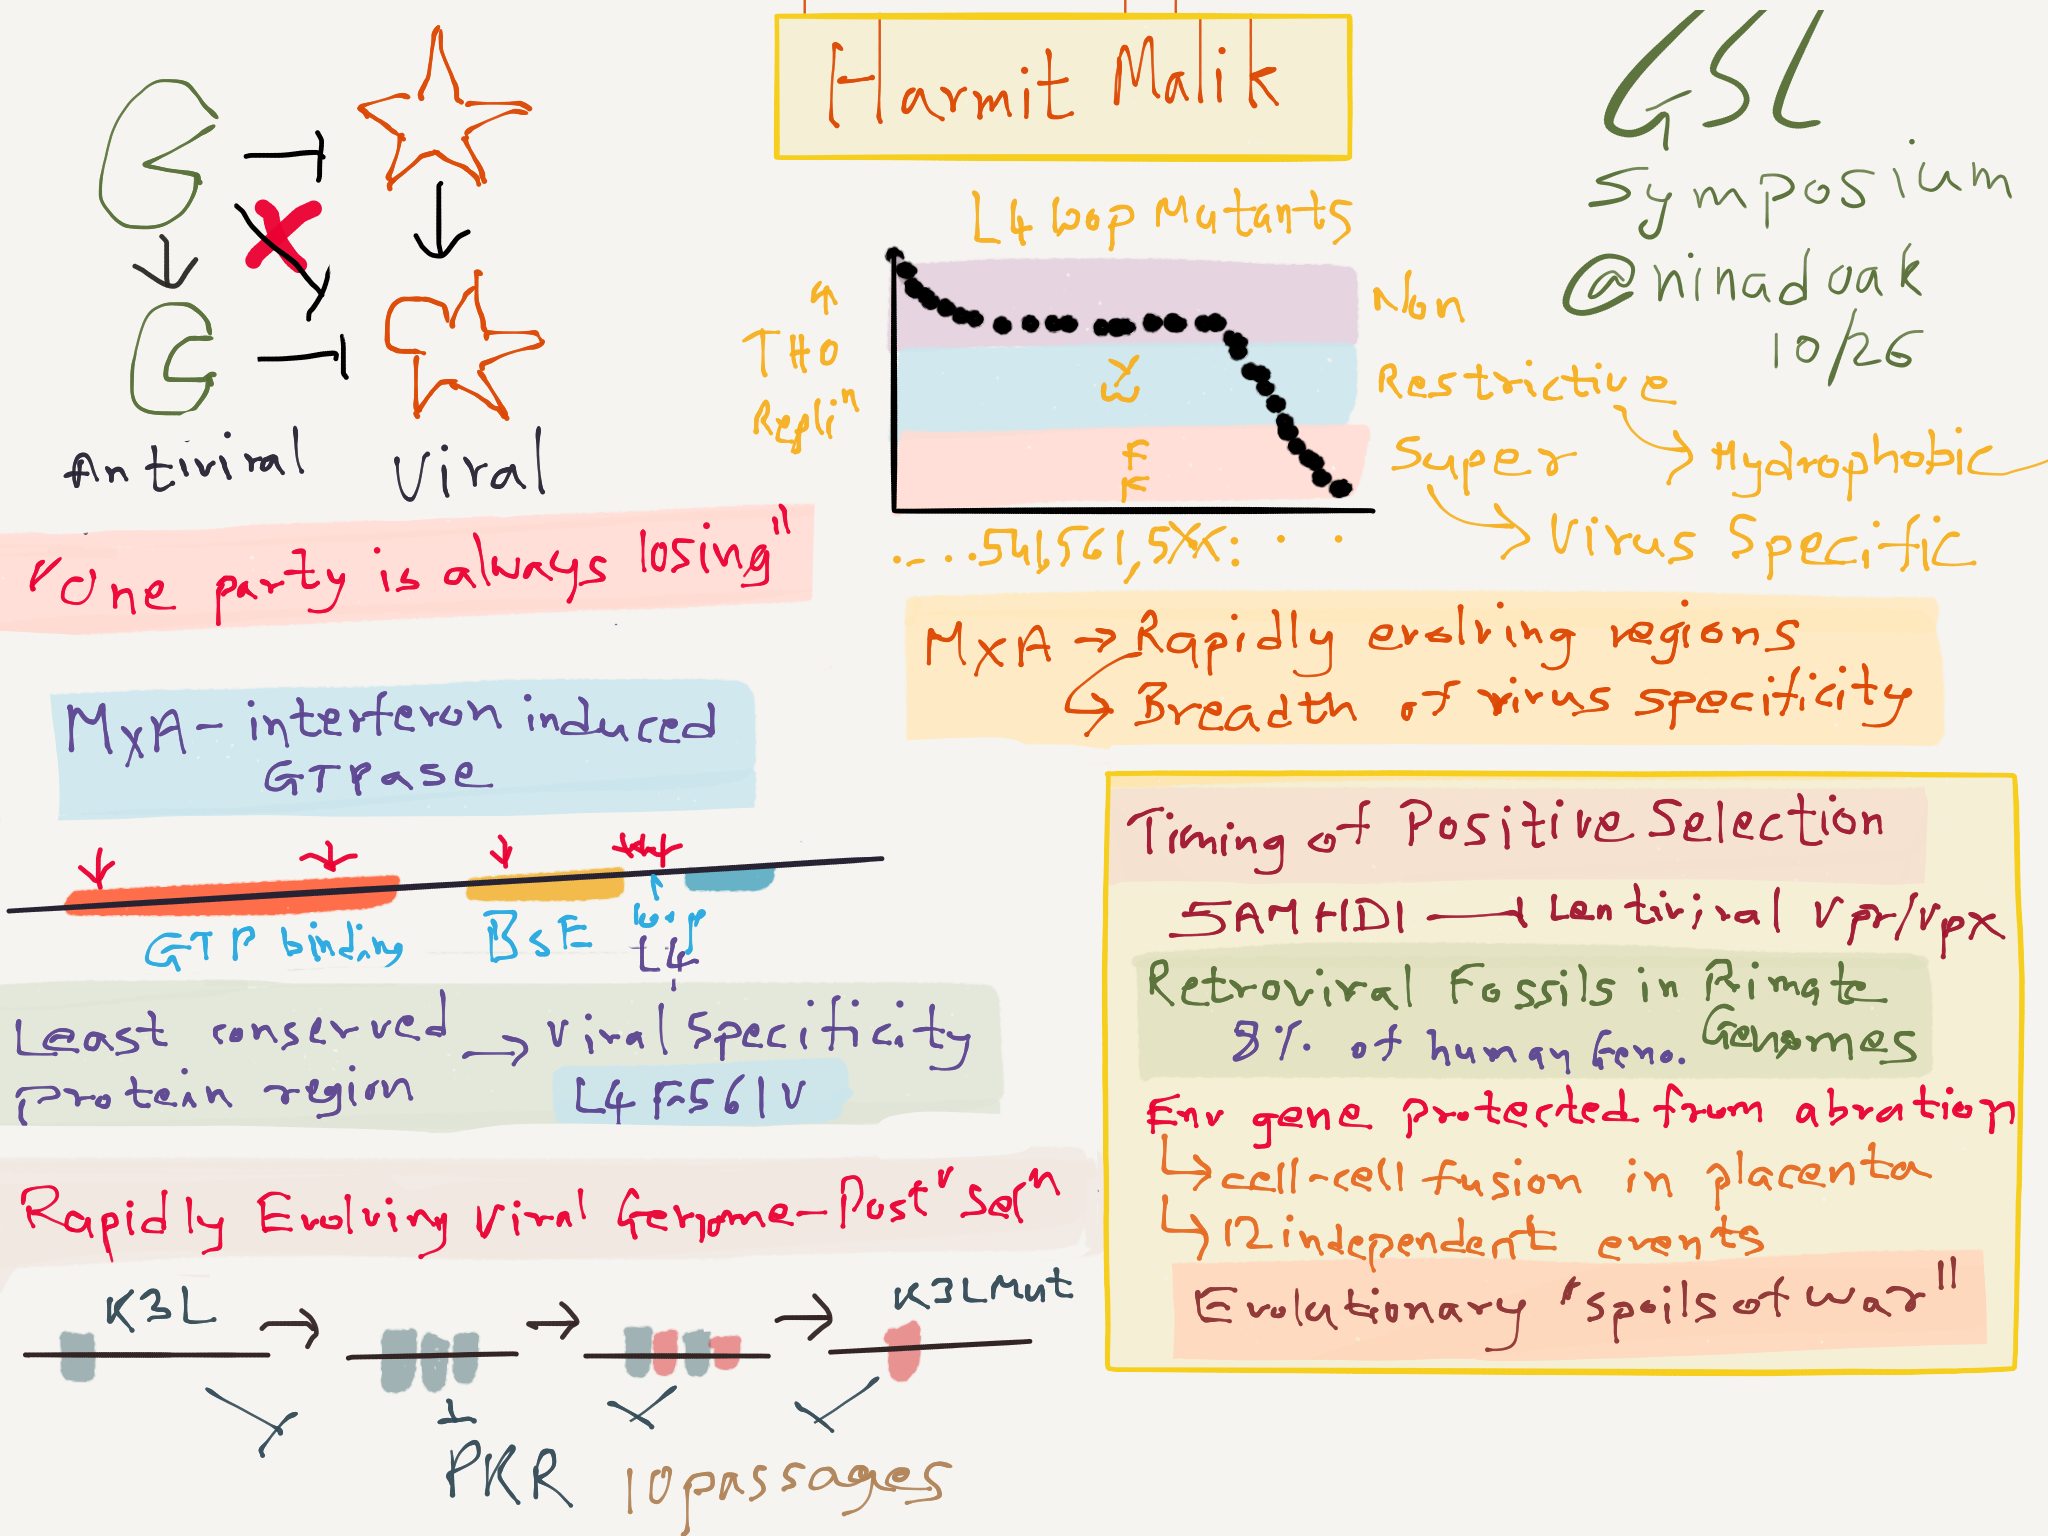 Harmit Malik
GSL
Symposium
@ninadoak
10/26
Antiviral
Viral
"One party is always losing"
MxA - interferon induced
GTPase
GTP binding
BSE
loop
L4
Least conserved
protein region
→ Viral Specificity
L4 F561V
Rapidly Evolving Viral Genome - Post^v Sel^n
K3L
K3L Mut
PKR
10 passages
L4 loop Mutants
↑
THO
Repli^n
Non
Restrictive
Super
→ Hydrophobic
→ Virus Specific
Y
W
F
F
....541,561,5XX: . .
MxA → Rapidly evolving regions
→ Breadth of virus specificity
Timing of Positive Selection
SAMHD1 ⊣ Lentiviral Vpr/Vpx
Retroviral Fossils in Primate
Genomes
8% of human Geno.
Env gene protected from abration
→ cell-cell fusion in placenta
→ 12 independent events
Evolutionary "spoils of war"